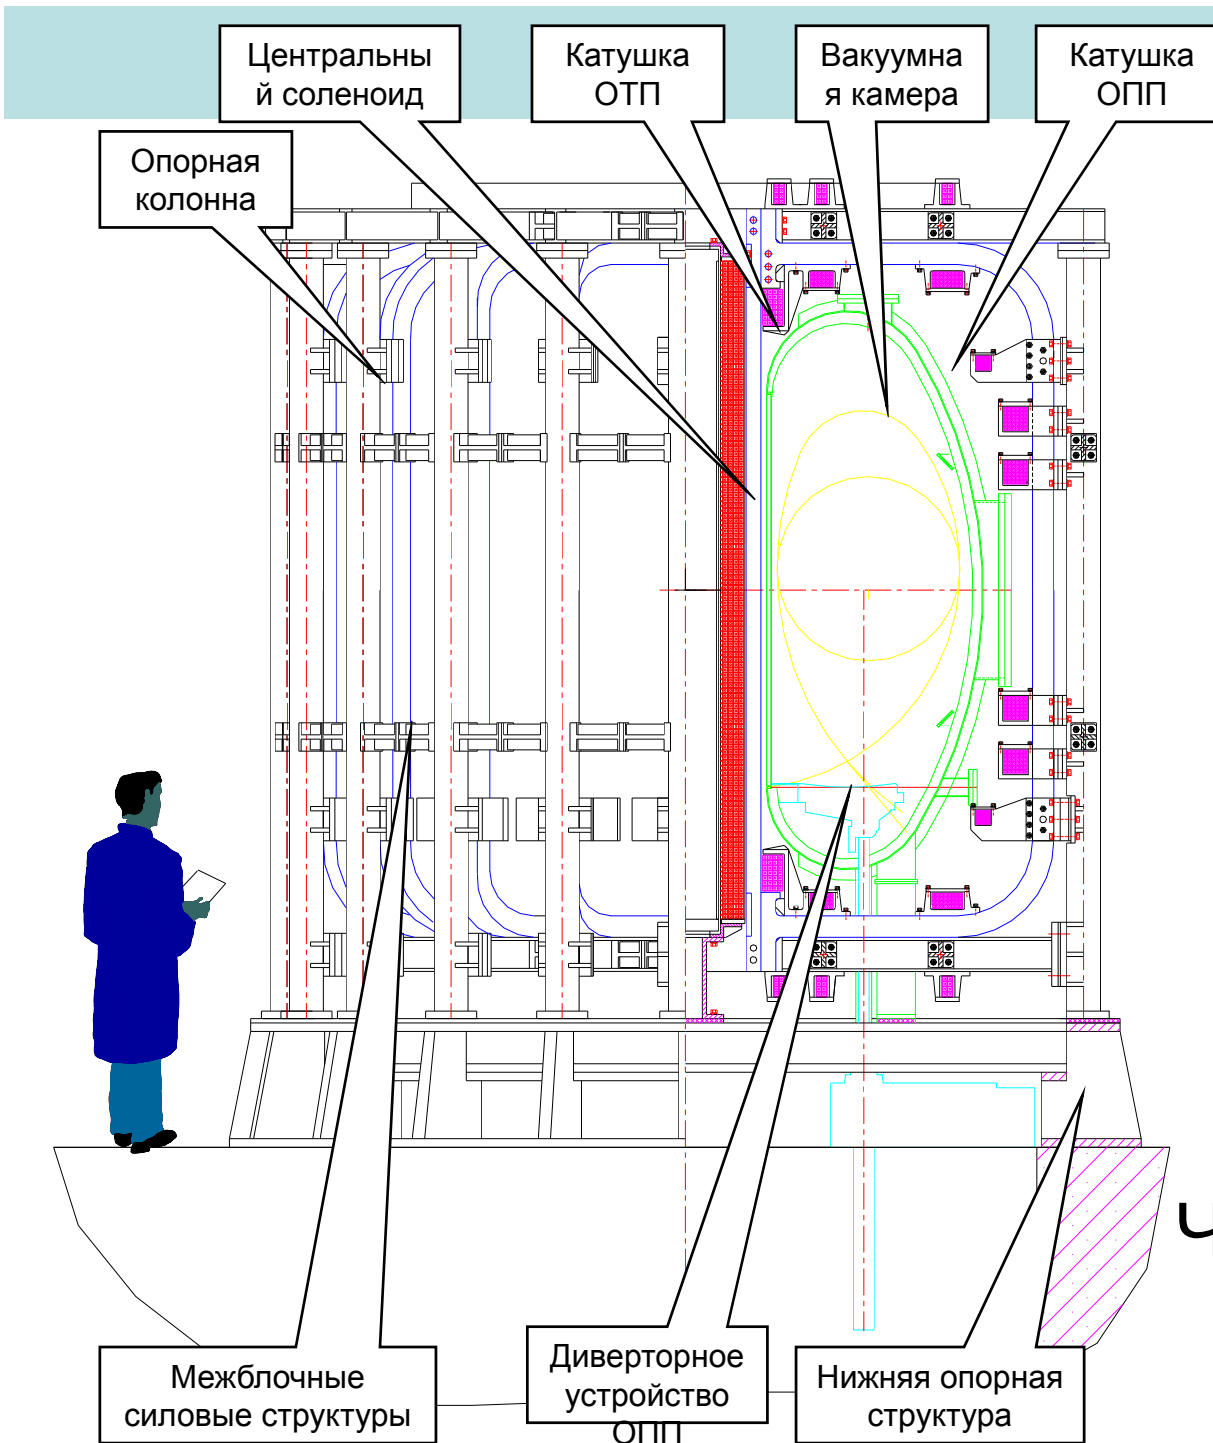 Центральны
й соленоид
Катушка
ОТП
Вакуумна
я камера
Катушка
ОПП
Опорная
колонна
Ч
Межблочные
силовые структуры
Диверторное
устройство
ОПП
Нижняя опорная
структура